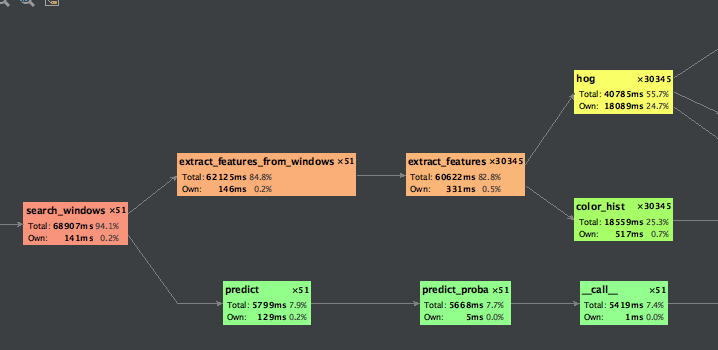 hog ×30345
Total: 40785ms 55.7%
Own: 18089ms 24.7%
extract_features_from_windows ×51
Total: 62125ms 84.8%
Own: 146ms 0.2%
extract_features ×30345
Total: 60622ms 82.8%
Own: 331ms 0.5%
search_windows ×51
Total: 68907ms 94.1%
Own: 141ms 0.2%
color_hist ×30345
Total: 18559ms 25.3%
Own: 517ms 0.7%
predict ×51
Total: 5799ms 7.9%
Own: 129ms 0.2%
predict_proba ×51
Total: 5668ms 7.7%
Own: 5ms 0.0%
__call__ ×51
Total: 5419ms 7.4%
Own: 1ms 0.0%